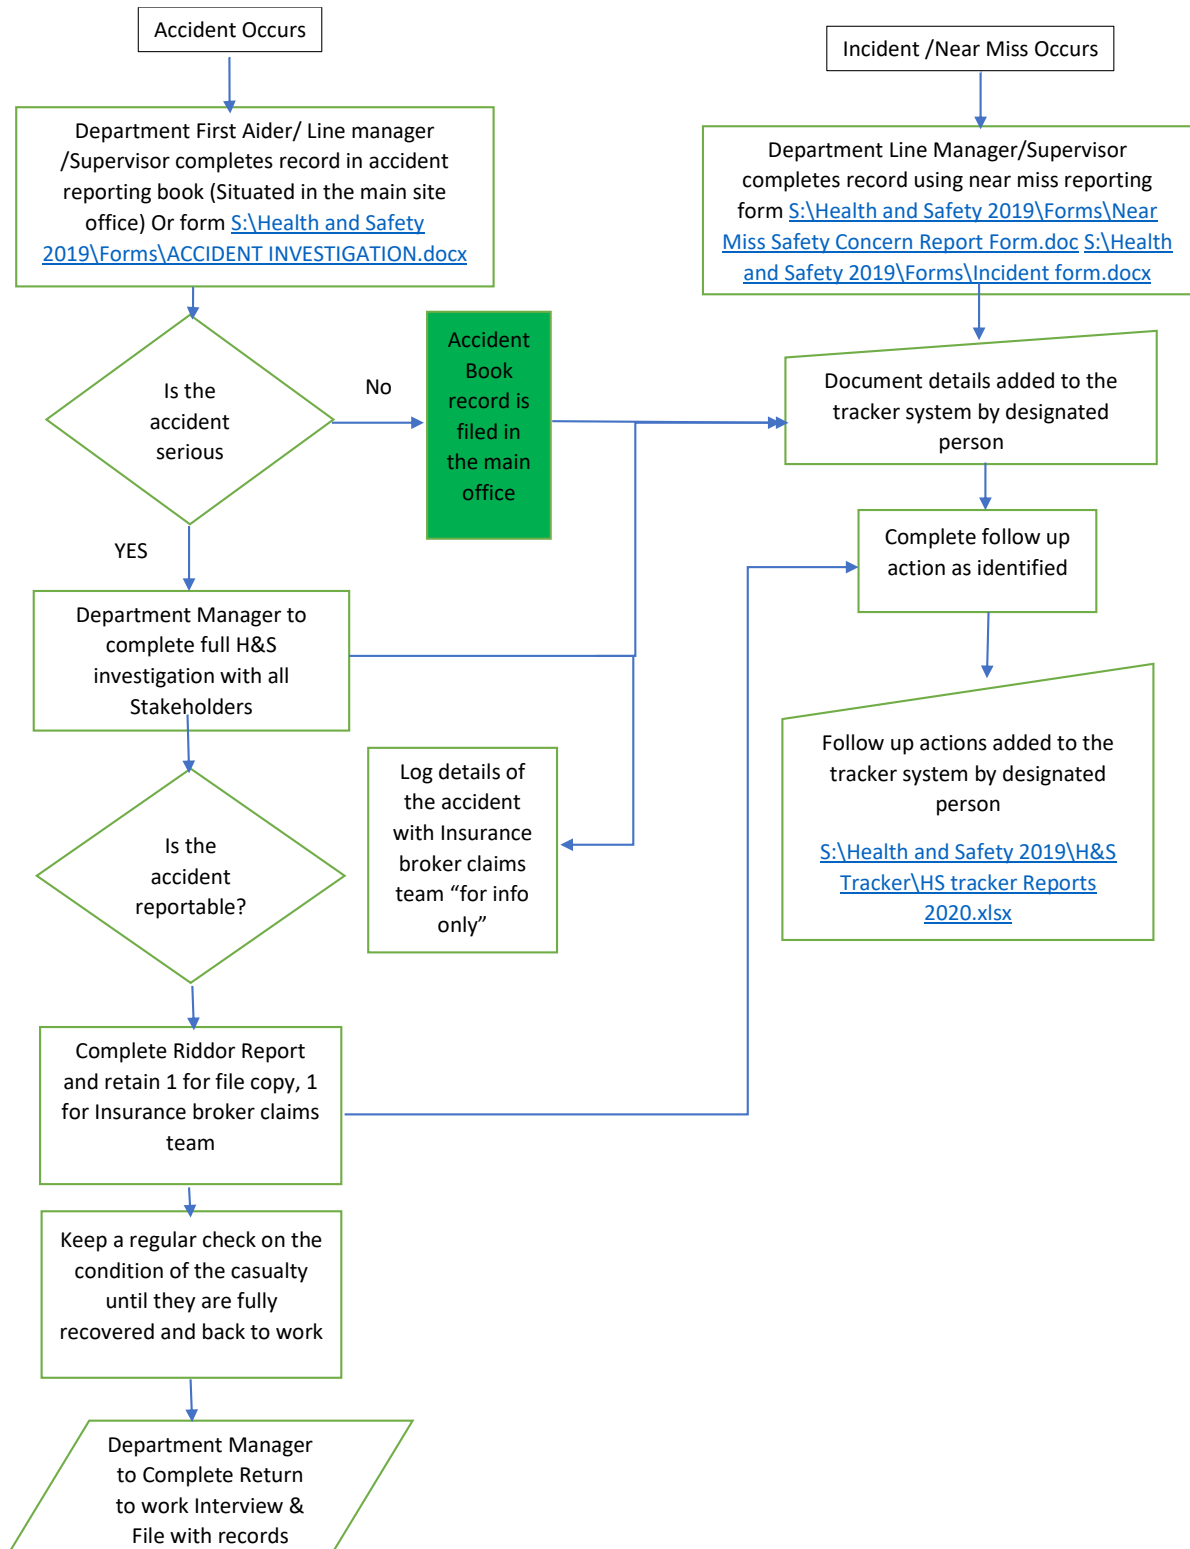 Accident Occurs
Incident /Near Miss Occurs
Department First Aider/ Line manager
/Supervisor completes record in accident
reporting book (Situated in the main site
office) Or form S:\Health and Safety
2019\Forms\ACCIDENT INVESTIGATION.docx
Department Line Manager/Supervisor
completes record using near miss reporting
form S:\Health and Safety 2019\Forms\Near
Miss Safety Concern Report Form.doc S:\Health
and Safety 2019\Forms\Incident form.docx
Is the
accident
serious
No
Accident
Book
record is
filed in
the main
office
Document details added to the
tracker system by designated
person
YES
Complete follow up
action as identified
Department Manager to
complete full H&S
investigation with all
Stakeholders
Log details of
the accident
with Insurance
broker claims
team “for info
only”
Follow up actions added to the
tracker system by designated
person
S:\Health and Safety 2019\H&S
Tracker\HS tracker Reports
2020.xlsx
Is the
accident
reportable?
Complete Riddor Report
and retain 1 for file copy, 1
for Insurance broker claims
team
Keep a regular check on the
condition of the casualty
until they are fully
recovered and back to work
Department Manager
to Complete Return
to work Interview &
File with records